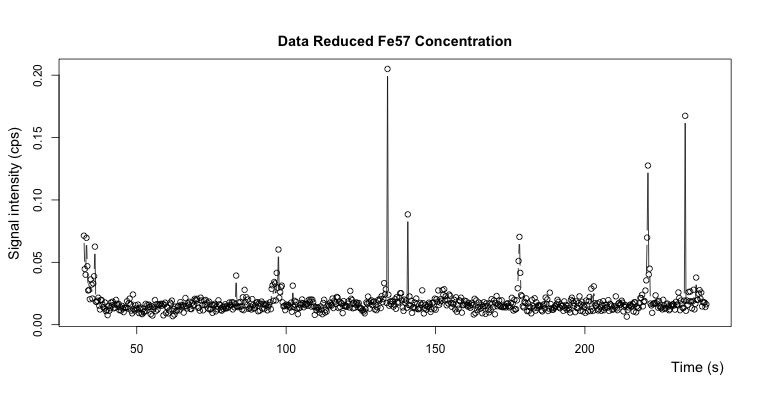 Data Reduced Fe57 Concentration
Signal intensity (cps)
0.20
0.15
0.10
0.05
0.00
50 100 150 200
Time (s)